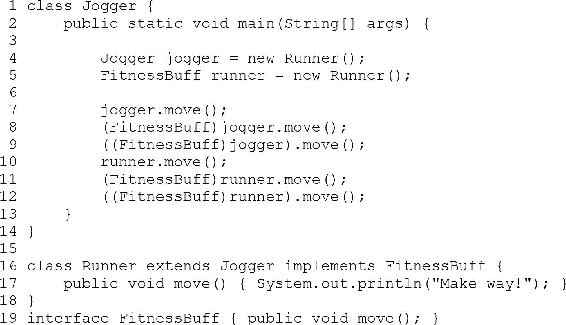 1 class Jogger {
2     public static void main(String[] args) {
3
4         Jogger jogger = new Runner();
5         FitnessBuff runner = new Runner();
6
7         jogger.move();
8         (FitnessBuff)jogger.move();
9         ((FitnessBuff)jogger).move();
10         runner.move();
11         (FitnessBuff)runner.move();
12         ((FitnessBuff)runner).move();
13     }
14 }
15
16 class Runner extends Jogger implements FitnessBuff {
17     public void move() { System.out.println("Make way!"); }
18 }
19 interface FitnessBuff { public void move(); }